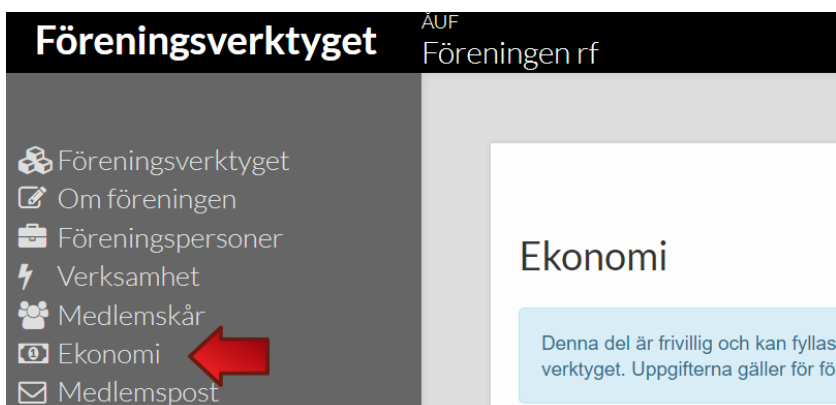 Föreningsverktyget
ÅUF
Föreningen rf
Föreningsverktyget
Om föreningen
Föreningspersoner
Verksamhet
Medlemskår
Ekonomi
Medlemspost
Ekonomi
Denna del är frivillig och kan fyllas
verktyget. Uppgifterna gäller för fö